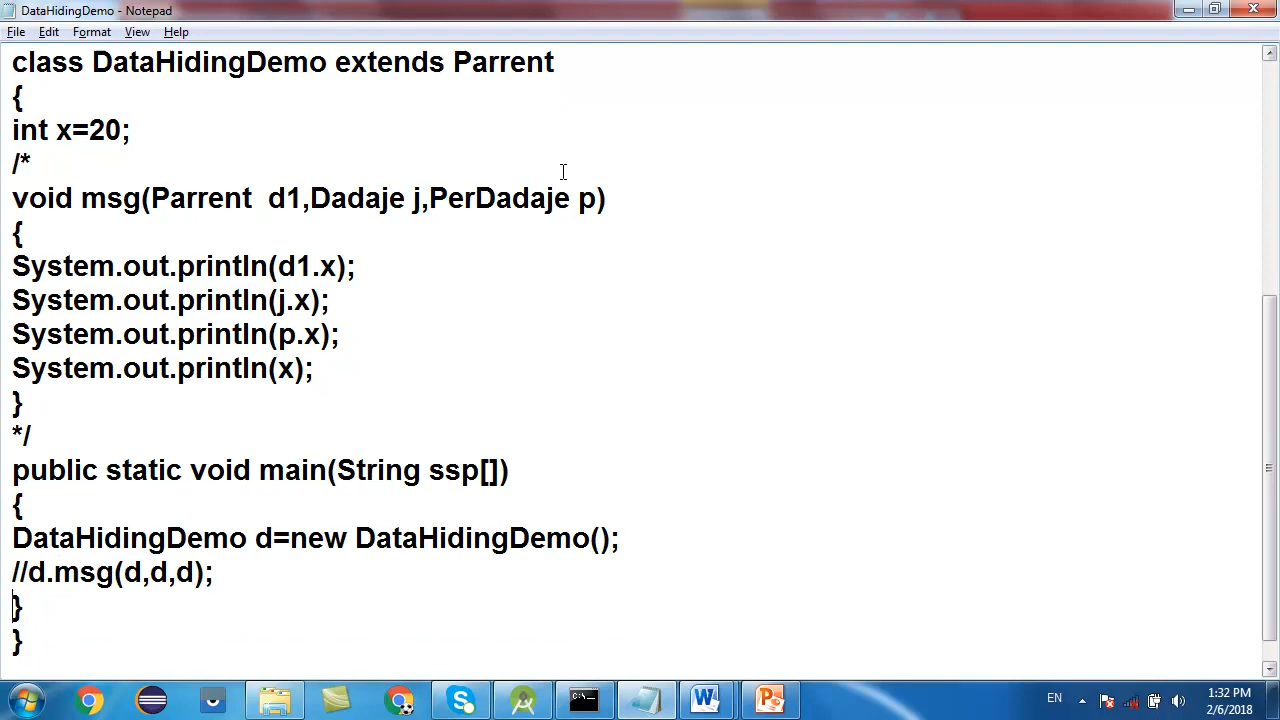 DataHidingDemo - Notepad
File Edit Format View Help
class DataHidingDemo extends Parrent
{
int x=20;
/*
void msg(Parrent  d1,Dadaje j,PerDadaje p)
{
System.out.println(d1.x);
System.out.println(j.x);
System.out.println(p.x);
System.out.println(x);
}
*/
public static void main(String ssp[])
{
DataHidingDemo d=new DataHidingDemo();
//d.msg(d,d,d);
}
}
EN
1:32 PM
2/6/2018